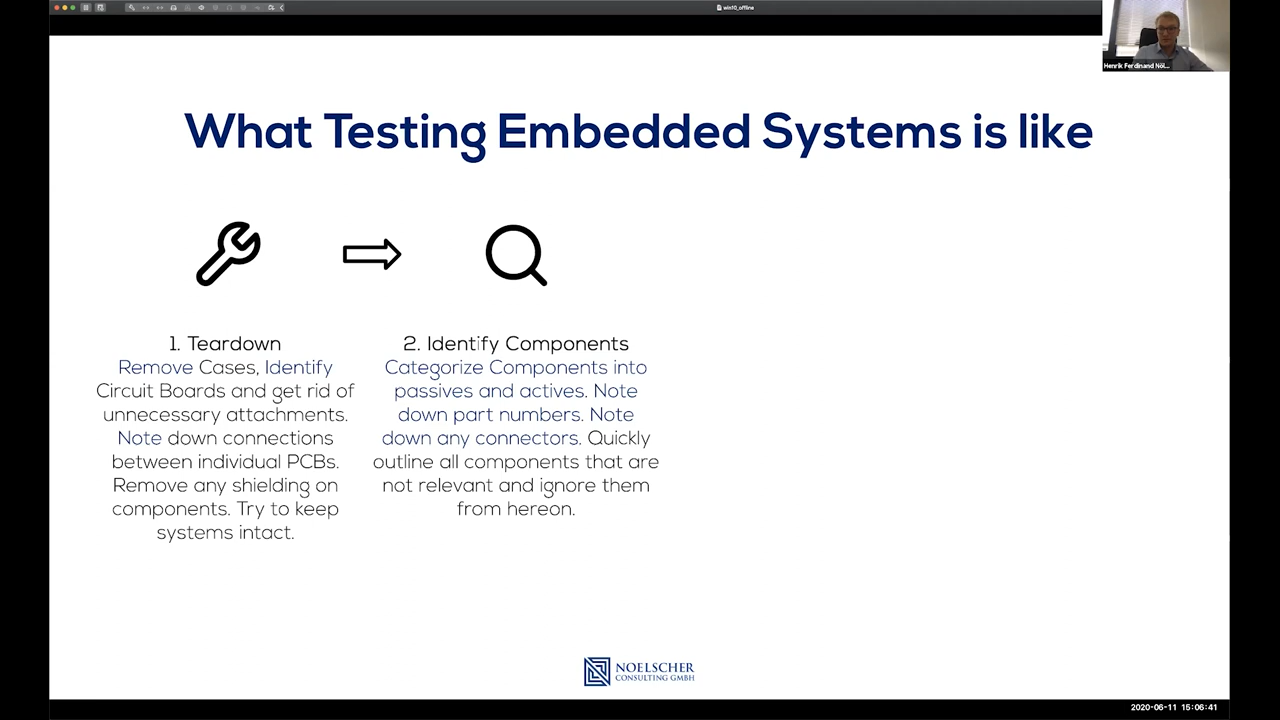 win10_offline
Henrik Ferdinand Nöl...
What Testing Embedded Systems is like
1. Teardown
Remove Cases, Identify
Circuit Boards and get rid of
unnecessary attachments.
Note down connections
between individual PCBs.
Remove any shielding on
components. Try to keep
systems intact.
2. Identify Components
Categorize Components into
passives and actives. Note
down part numbers. Note
down any connectors. Quickly
outline all components that are
not relevant and ignore them
from hereon.
NOELSCHER
CONSULTING GMBH
2020-06-11 15:06:41